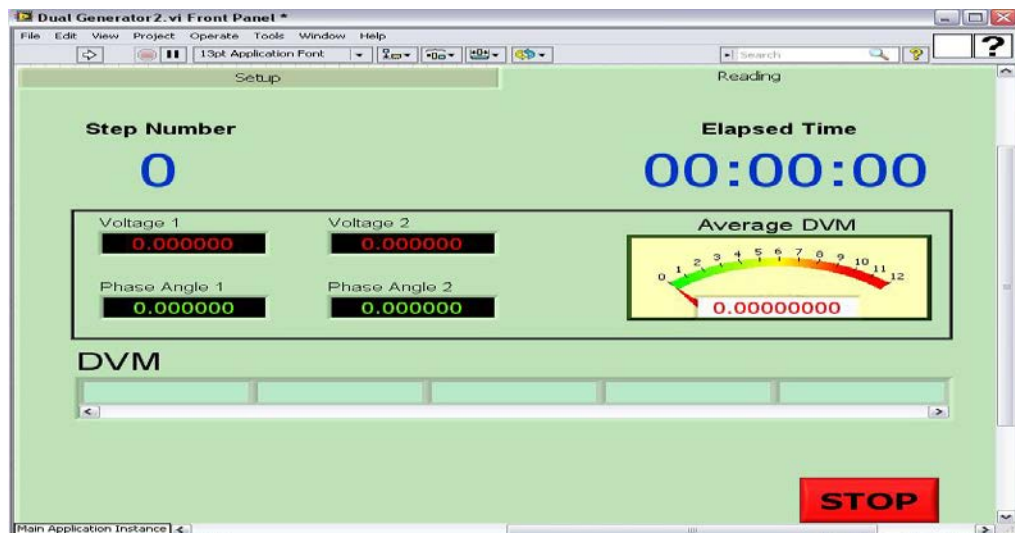 Dual Generator2.vi Front Panel *
File Edit View Project Operate Tools Window Help
13pt Application Font Search ? ?
Setup Reading
Step Number Elapsed Time
0 00:00:00
Voltage 1 Voltage 2 Average DVM
0.000000 0.000000
0 1 2 3 4 5 6 7 8 9 10 11 12
Phase Angle 1 Phase Angle 2
0.000000 0.000000 0.00000000
DVM
STOP
Main Application Instance